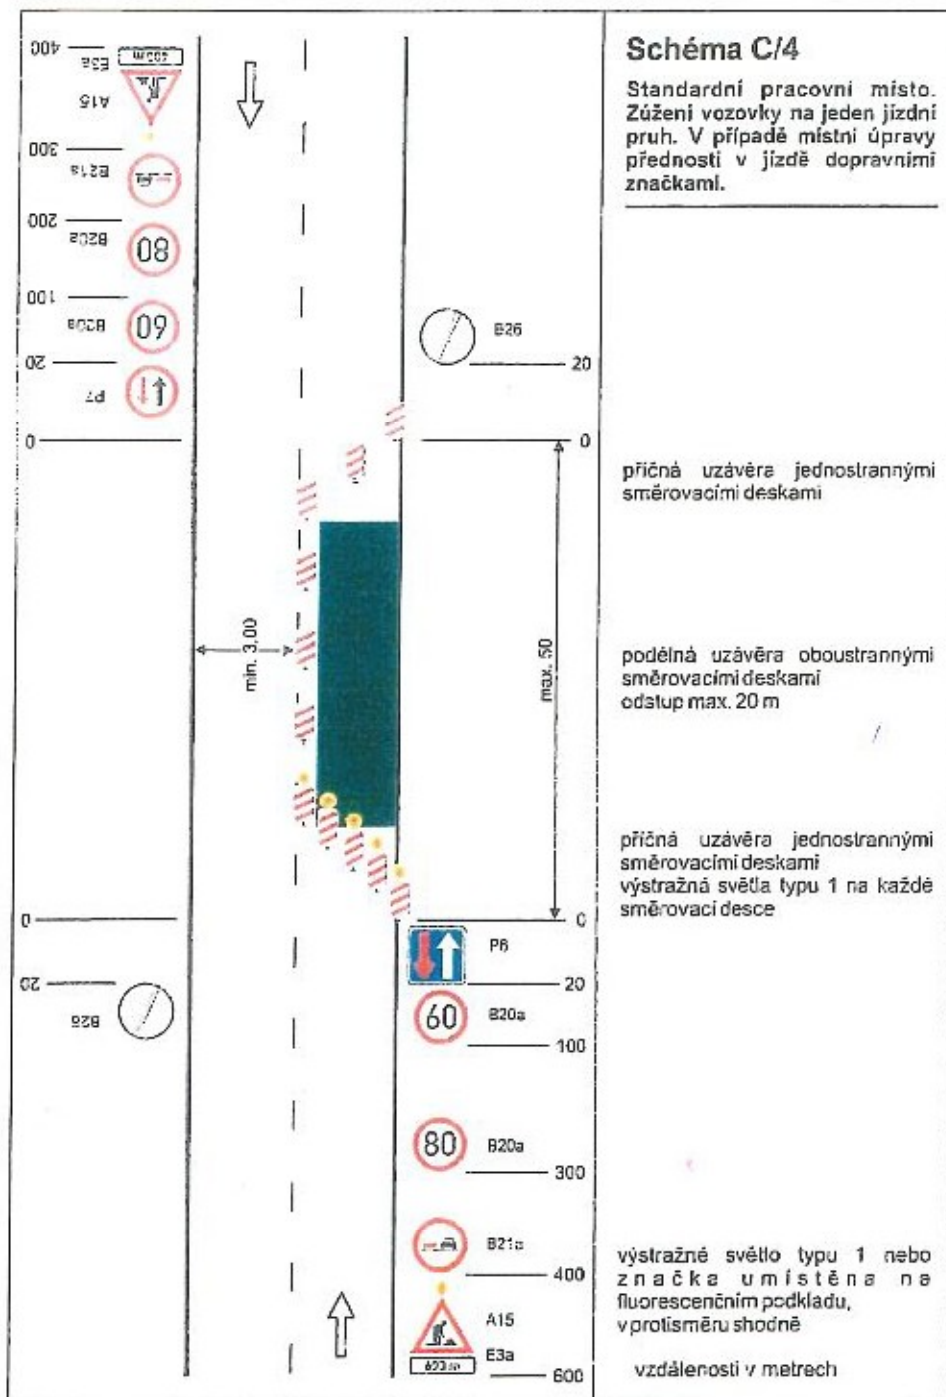 Schéma C/4
Standardní pracovní místo.
Zúžení vozovky na jeden jízdní
pruh. V případě místní úpravy
přednosti v jízdě dopravními
značkami.
400
E3a
A15
300
B21a
200
B20a
80
100
B20a
60
20
P7
0
B26
20
0
příčná uzávěra jednostrannými
směrovacími deskami
min. 3,00
max. 50
podélná uzávěra oboustrannými
směrovacími deskami
odstup max. 20 m
příčná uzávěra jednostrannými
směrovacími deskami
výstražná světla typu 1 na každé
směrovací desce
0
20
B26
0
P6
20
60
B20a
100
80
B20a
300
B21a
400
A15
E3a
600 m
600
výstražné světlo typu 1 nebo
značka umístěna na
fluorescenčním podkladu,
v protisměru shodně
vzdálenosti v metrech